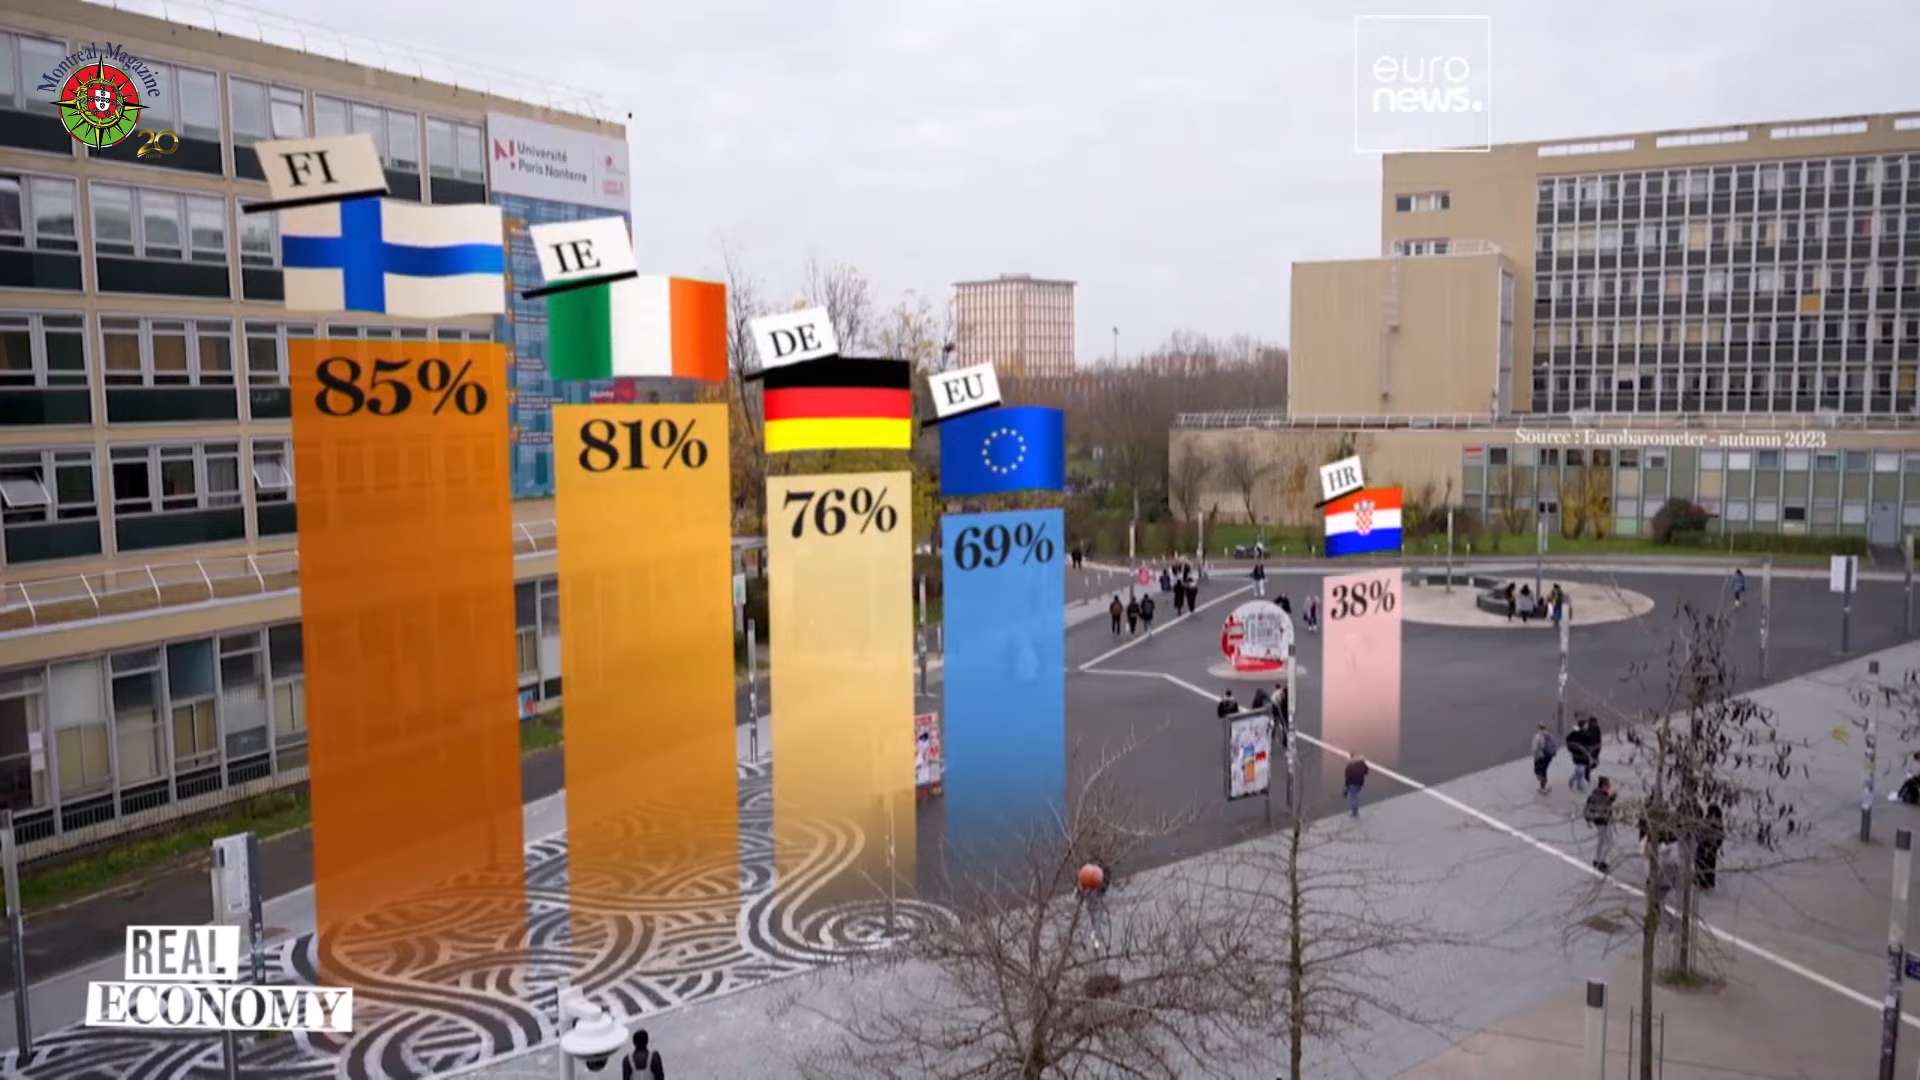 Montreal Magazine
20
euro
news.
FI
Université
Paris Nanterre
IE
DE
EU
HR
85%
81%
76%
69%
38%
Source : Eurobarometer - autumn 2023
REAL
ECONOMY